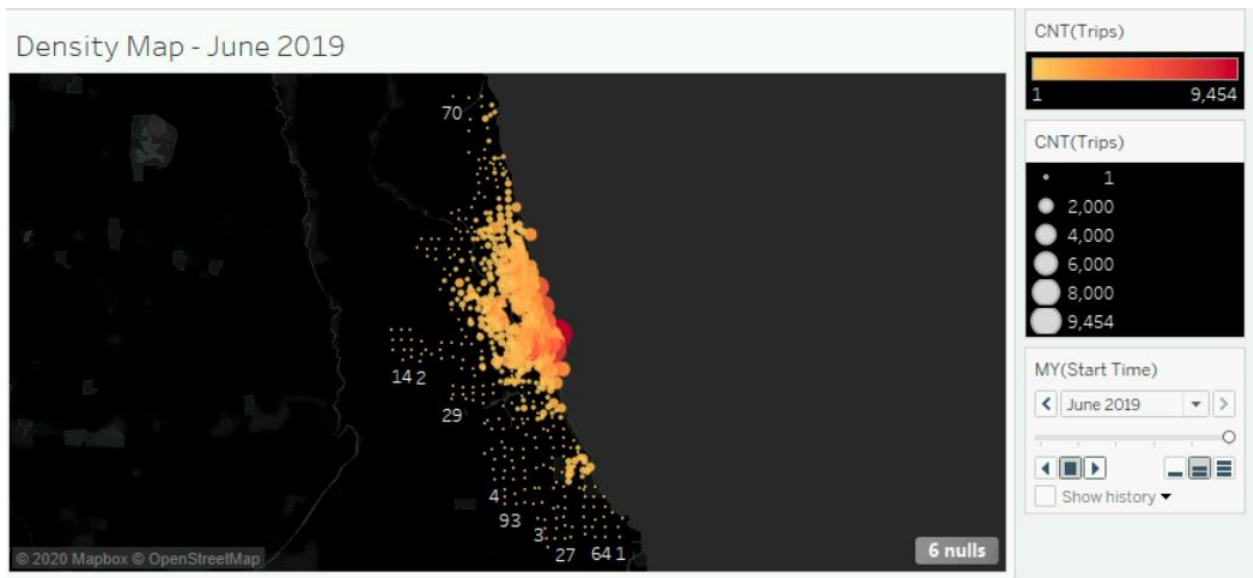 Density Map - June 2019
70
14 2
29
4
93
3
27 64 1
© 2020 Mapbox © OpenStreetMap
6 nulls
CNT(Trips)
1 9,454
CNT(Trips)
1
2,000
4,000
6,000
8,000
9,454
MY(Start Time)
June 2019
Show history